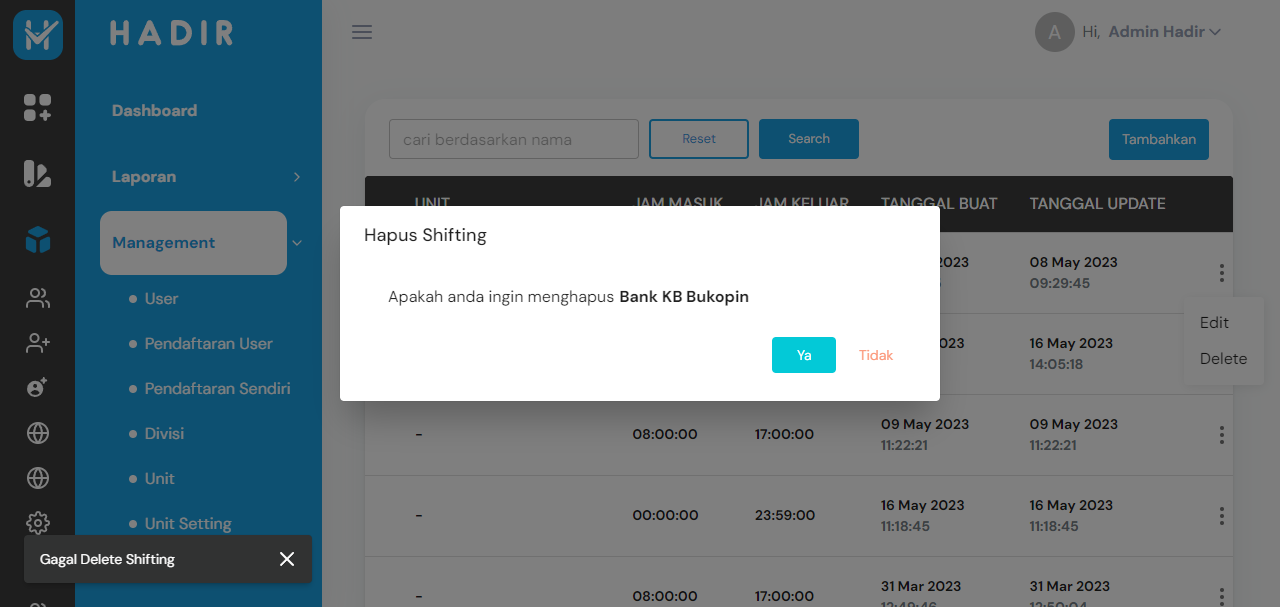 HADIR
A Hi, Admin Hadir
Dashboard
Laporan
Management
User
Pendaftaran User
Pendaftaran Sendiri
Divisi
Unit
Unit Setting
cari berdasarkan nama
Reset
Search
Tambahkan
UNIT JAM MASUK JAM KELUAR TANGGAL BUAT TANGGAL UPDATE
Hapus Shifting
Apakah anda ingin menghapus Bank KB Bukopin
Ya
Tidak
2023 08 May 2023
09:29:45
Edit
Delete
023 16 May 2023
14:05:18
- 08:00:00 17:00:00 09 May 2023 09 May 2023
11:22:21 11:22:21
- 00:00:00 23:59:00 16 May 2023 16 May 2023
11:18:45 11:18:45
- 08:00:00 17:00:00 31 Mar 2023 31 Mar 2023
Gagal Delete Shifting